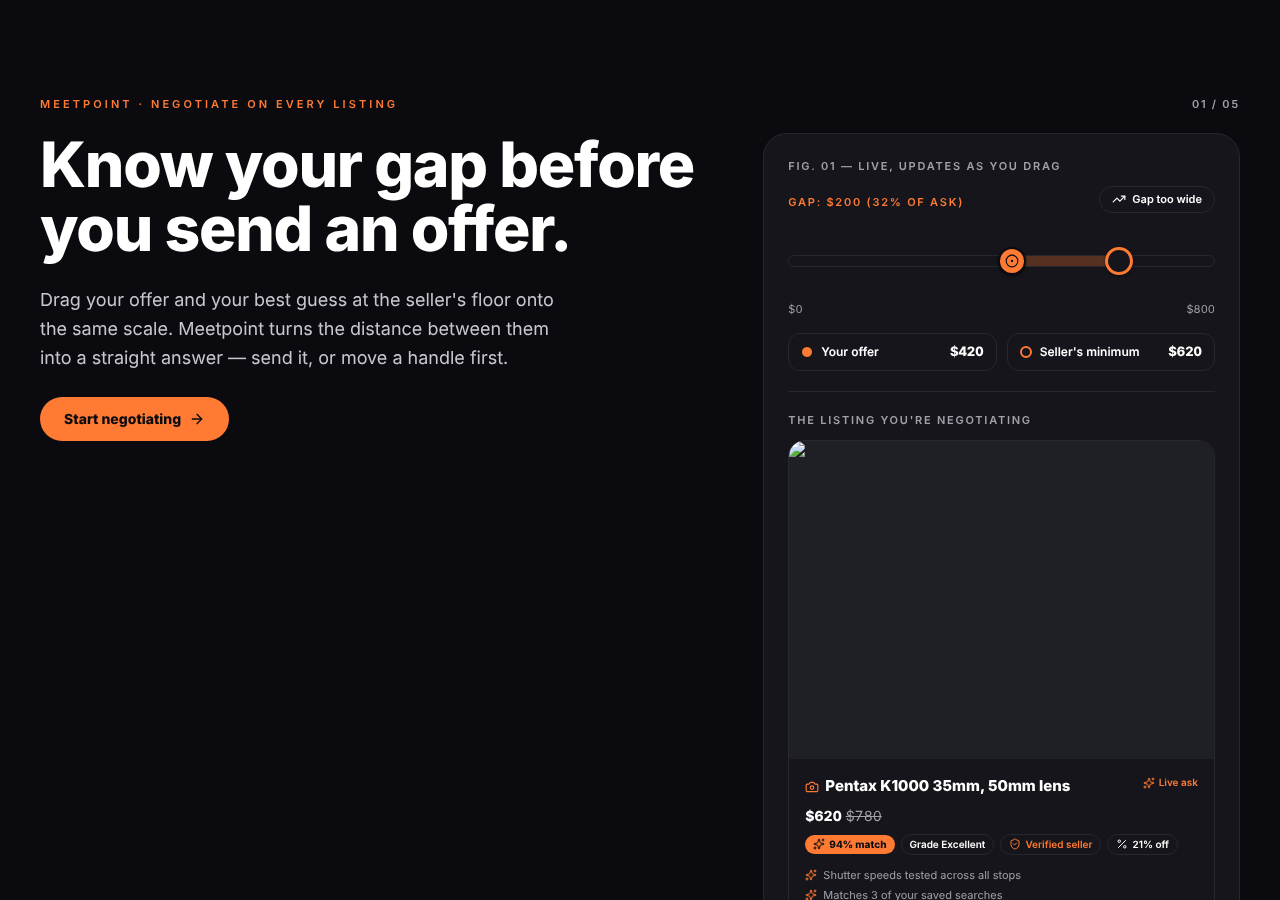 MEETPOINT · NEGOTIATE ON EVERY LISTING
01 / 05
Know your gap before
you send an offer.
Drag your offer and your best guess at the seller's floor onto
the same scale. Meetpoint turns the distance between them
into a straight answer — send it, or move a handle first.
Start negotiating
FIG. 01 — LIVE, UPDATES AS YOU DRAG
GAP: $200 (32% OF ASK)
Gap too wide
$0
$800
Your offer $420
Seller's minimum $620
THE LISTING YOU'RE NEGOTIATING
Pentax K1000 35mm, 50mm lens
Live ask
$620 $780
94% match
Grade Excellent
Verified seller
21% off
Shutter speeds tested across all stops
Matches 3 of your saved searches